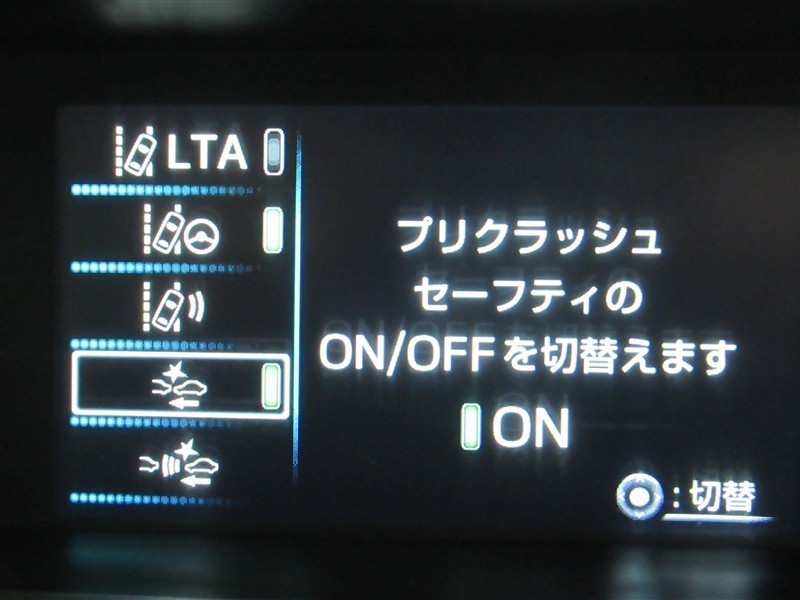 LTA
プリクラッシュ
セーフティの
ON/OFFを切替えます
ON
:切替